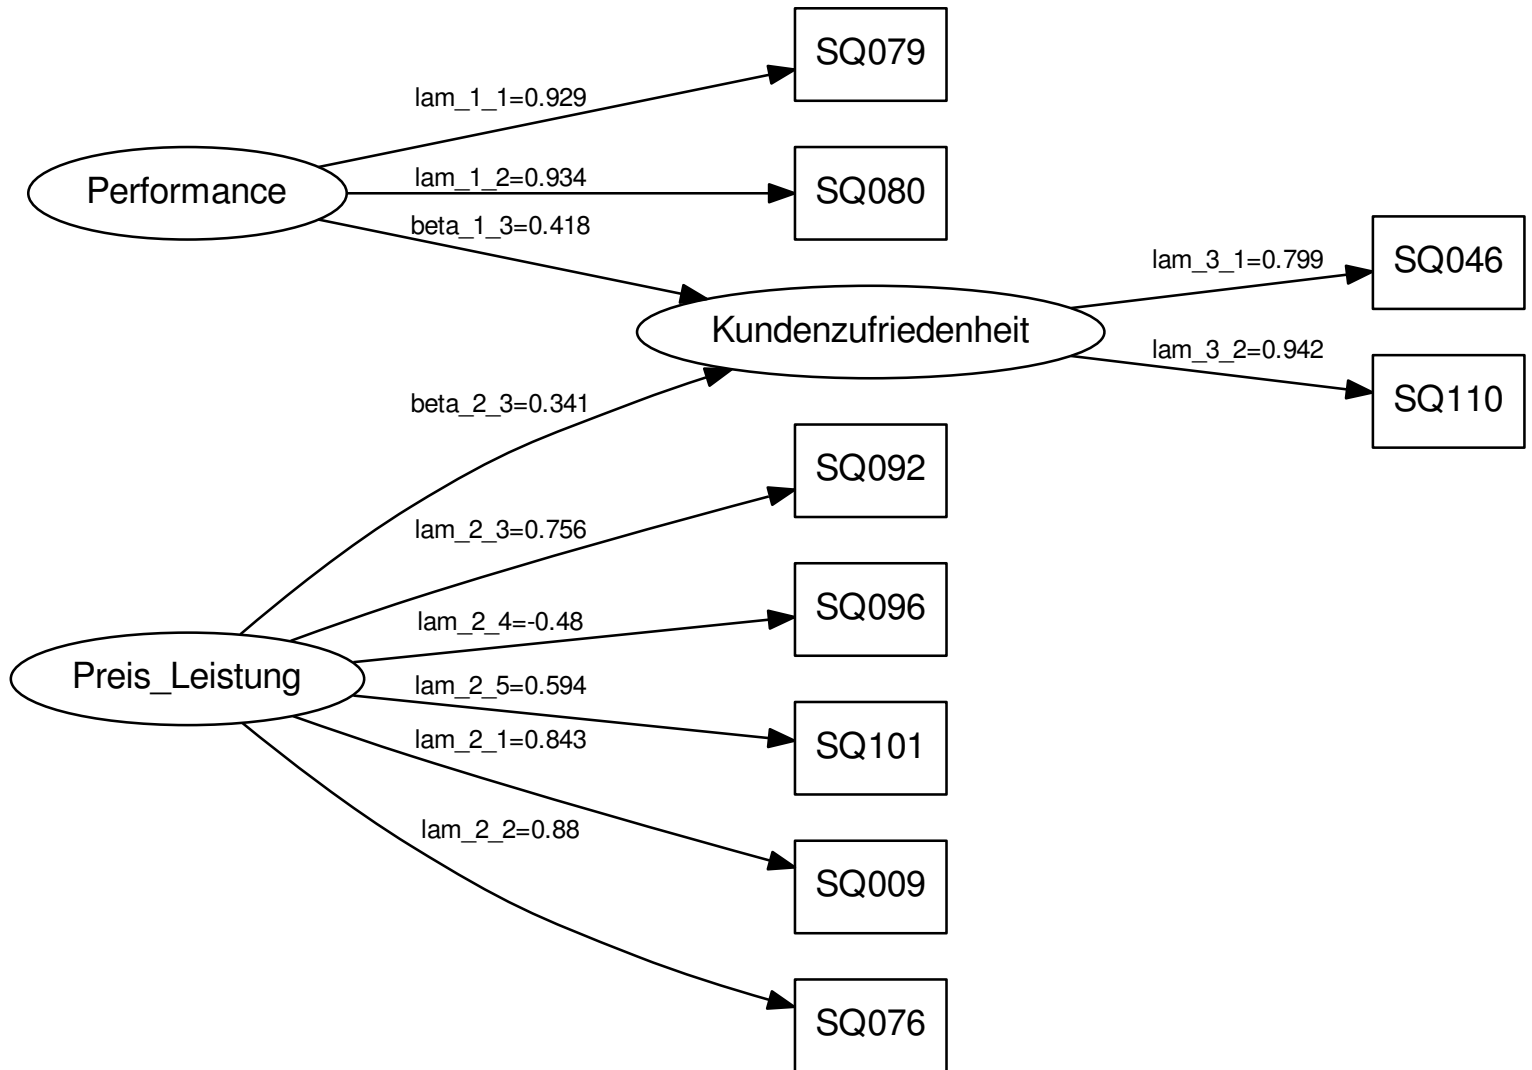 SQ079
lam_1_1=0.929
Performance
lam_1_2=0.934
SQ080
beta_1_3=0.418
lam_3_1=0.799
SQ046
Kundenzufriedenheit
lam_3_2=0.942
SQ110
beta_2_3=0.341
SQ092
lam_2_3=0.756
SQ096
lam_2_4=-0.48
Preis_Leistung
lam_2_5=0.594
SQ101
lam_2_1=0.843
lam_2_2=0.88
SQ009
SQ076